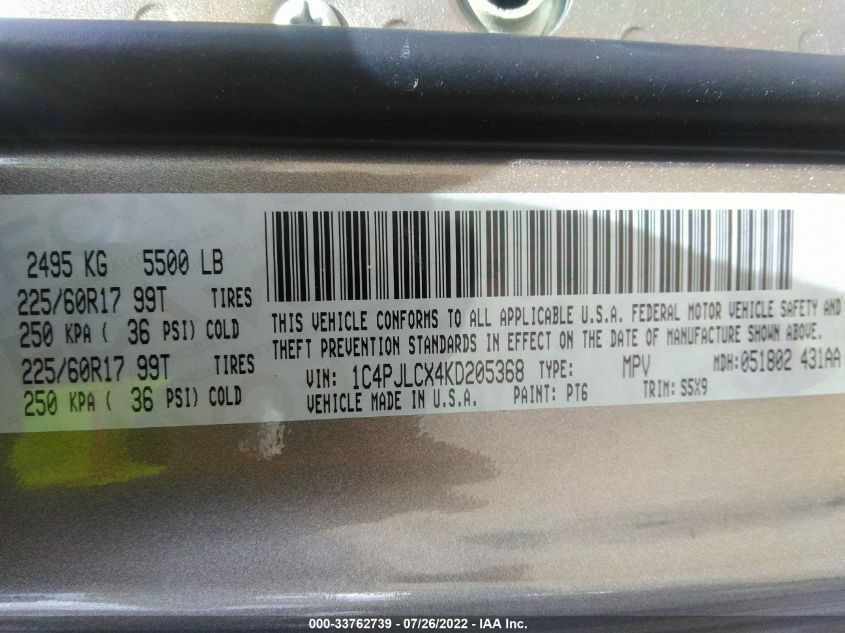 2495 KG 5500 LB
225/60R17 99T TIRES
250 KPA ( 36 PSI) COLD
225/60R17 99T TIRES
250 KPA ( 36 PSI) COLD
THIS VEHICLE CONFORMS TO ALL APPLICABLE U.S.A. FEDERAL MOTOR VEHICLE SAFETY AND
THEFT PREVENTION STANDARDS IN EFFECT ON THE DATE OF MANUFACTURE SHOWN ABOVE.
VIN: 1C4PJLCX4KD205368 TYPE: MPV MDH: 051802 431AA
VEHICLE MADE IN U.S.A. PAINT: PT6 TRIM: S5X9
000-33762739 - 07/26/2022 - IAA Inc.